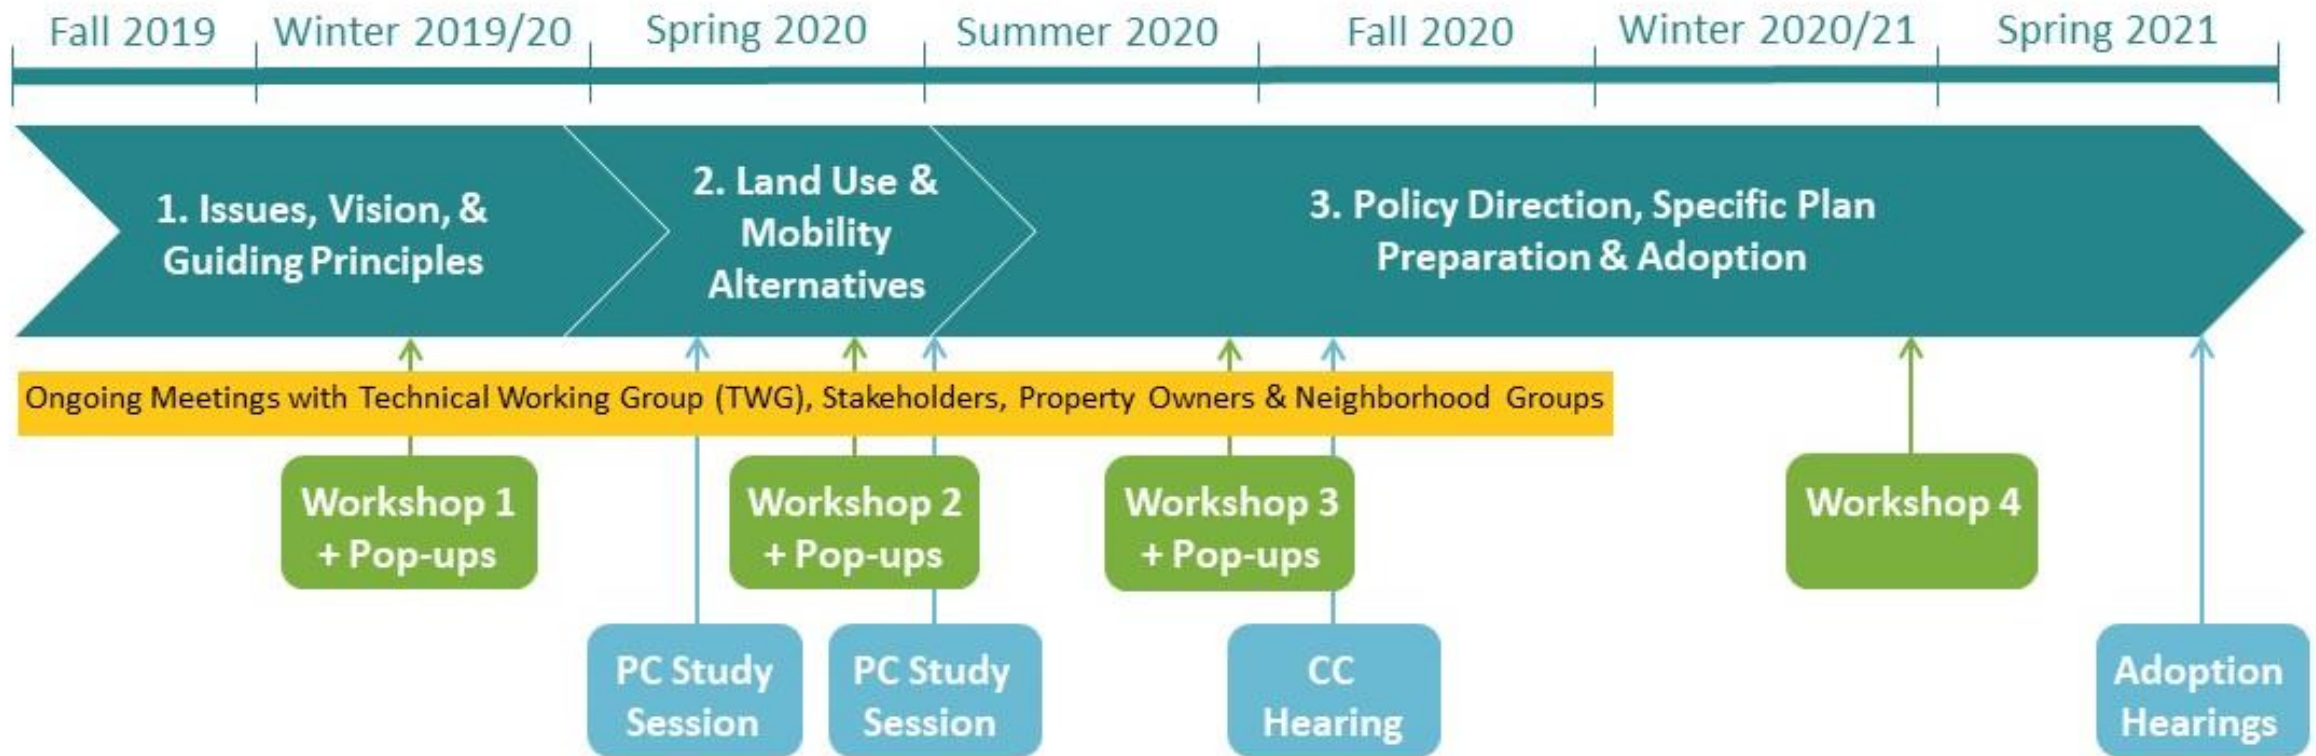 Fall 2019
Winter 2019/20
Spring 2020
Summer 2020
Fall 2020
Winter 2020/21
Spring 2021
1. Issues, Vision, &
Guiding Principles
2. Land Use &
Mobility
Alternatives
3. Policy Direction, Specific Plan
Preparation & Adoption
Ongoing Meetings with Technical Working Group (TWG), Stakeholders, Property Owners & Neighborhood Groups
Workshop 1
+ Pop-ups
Workshop 2
+ Pop-ups
Workshop 3
+ Pop-ups
Workshop 4
PC Study
Session
PC Study
Session
CC
Hearing
Adoption
Hearings